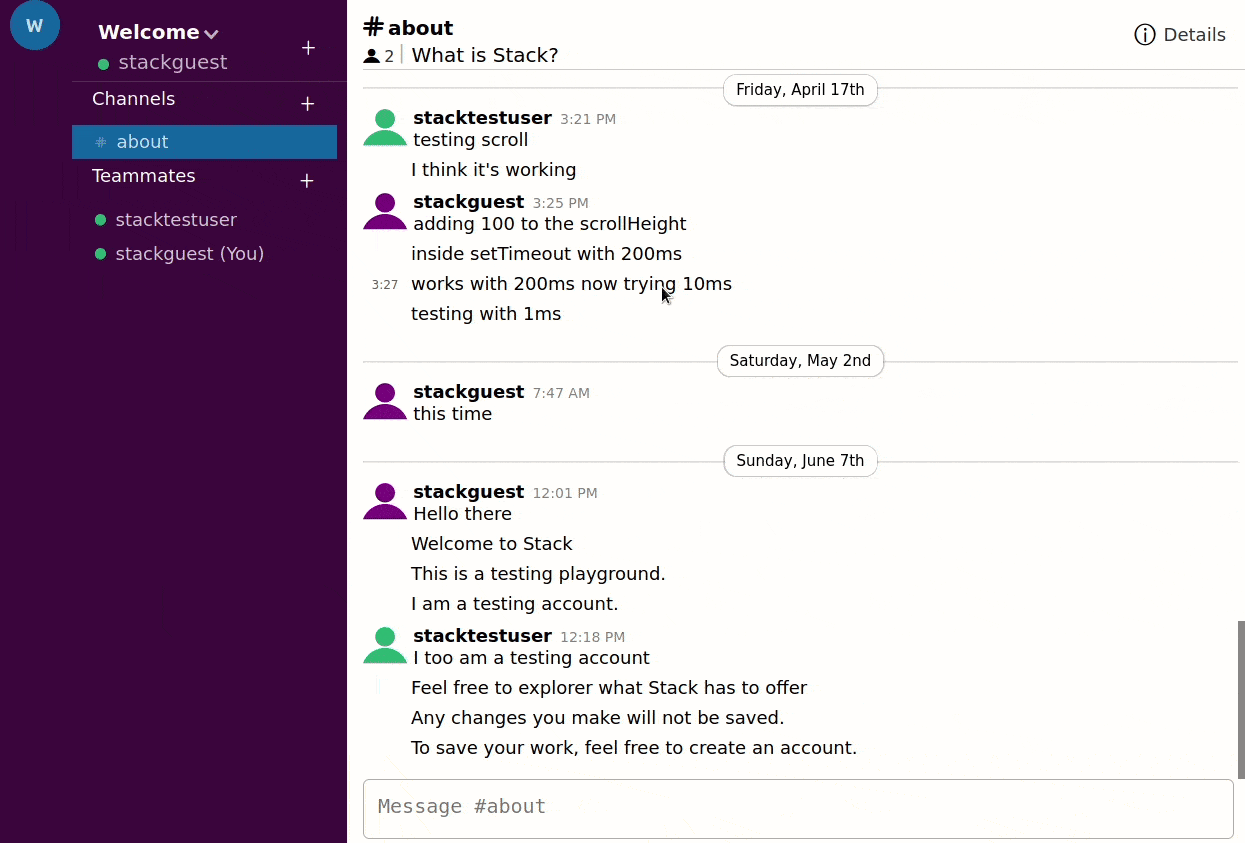 W
Welcome
stackguest
+
Channels
+
# about
Teammates
+
stacktestuser
stackguest (You)
# about
2 | What is Stack?
Details
Friday, April 17th
stacktestuser 3:21 PM
testing scroll
I think it's working
stackguest 3:25 PM
adding 100 to the scrollHeight
inside setTimeout with 200ms
3:27 works with 200ms now trying 10ms
testing with 1ms
Saturday, May 2nd
stackguest 7:47 AM
this time
Sunday, June 7th
stackguest 12:01 PM
Hello there
Welcome to Stack
This is a testing playground.
I am a testing account.
stacktestuser 12:18 PM
I too am a testing account
Feel free to explorer what Stack has to offer
Any changes you make will not be saved.
To save your work, feel free to create an account.
Message #about